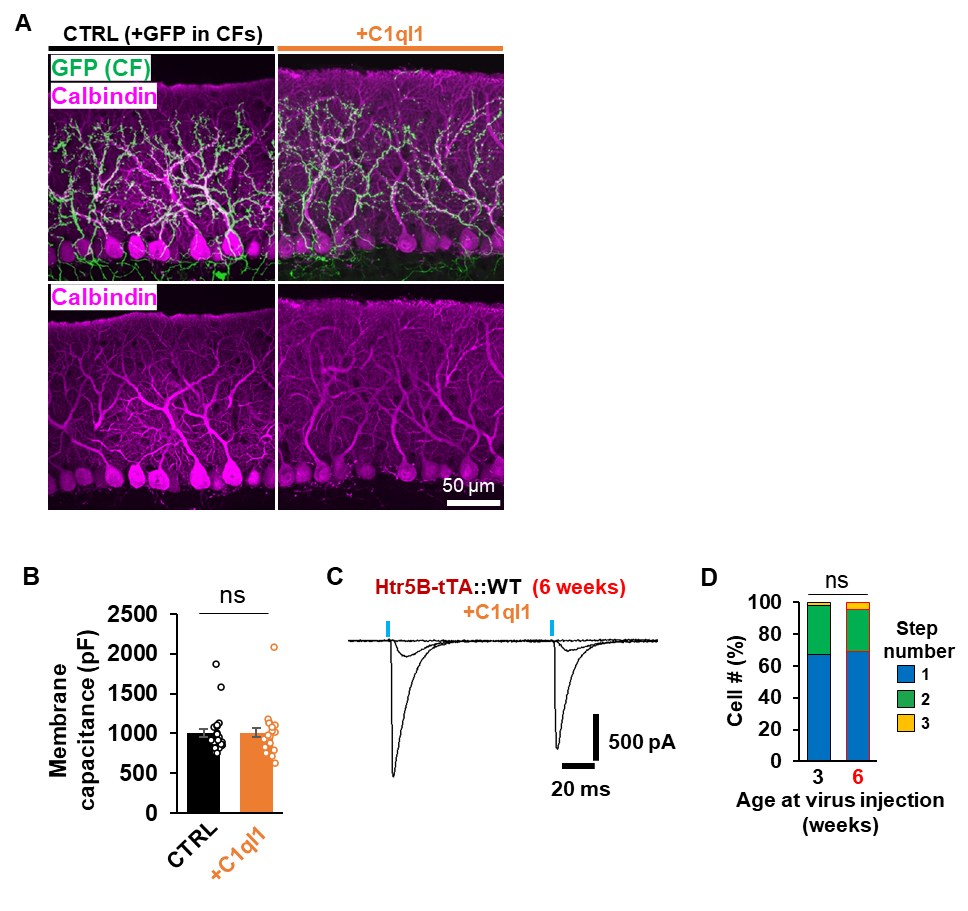 A
CTRL (+GFP in CFs)
+C1ql1
GFP (CF)
Calbindin
Calbindin
50 µm
B
ns
Membrane
capacitance (pF)
2500
2000
1500
1000
500
0
CTRL
+C1ql1
C
Htr5B-tTA::WT (6 weeks)
+C1ql1
500 pA
20 ms
D
ns
Cell # (%)
100
80
60
40
20
0
3 6
Age at virus injection
(weeks)
Step
number
1
2
3